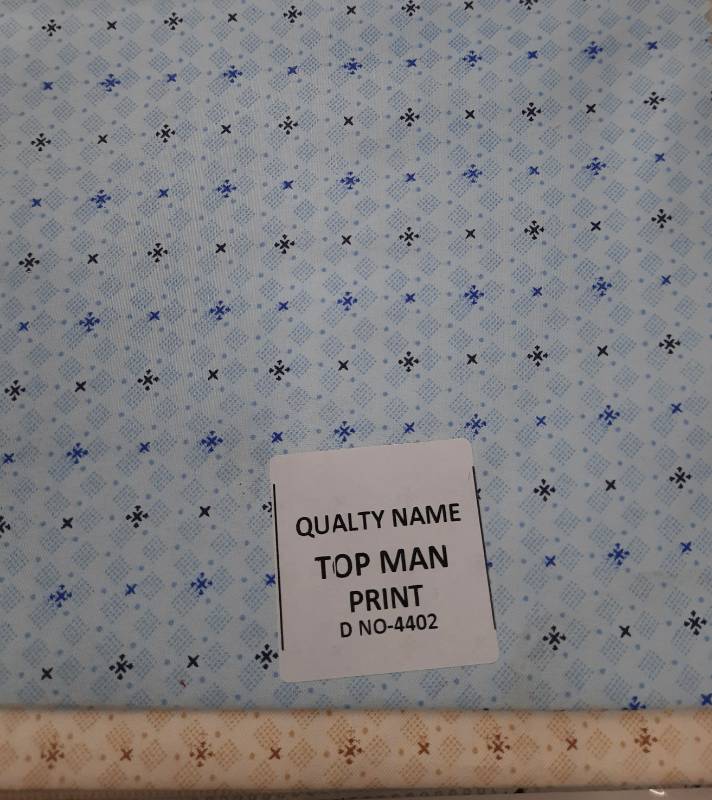 QUALTY NAME
TOP MAN
PRINT
D NO-4402